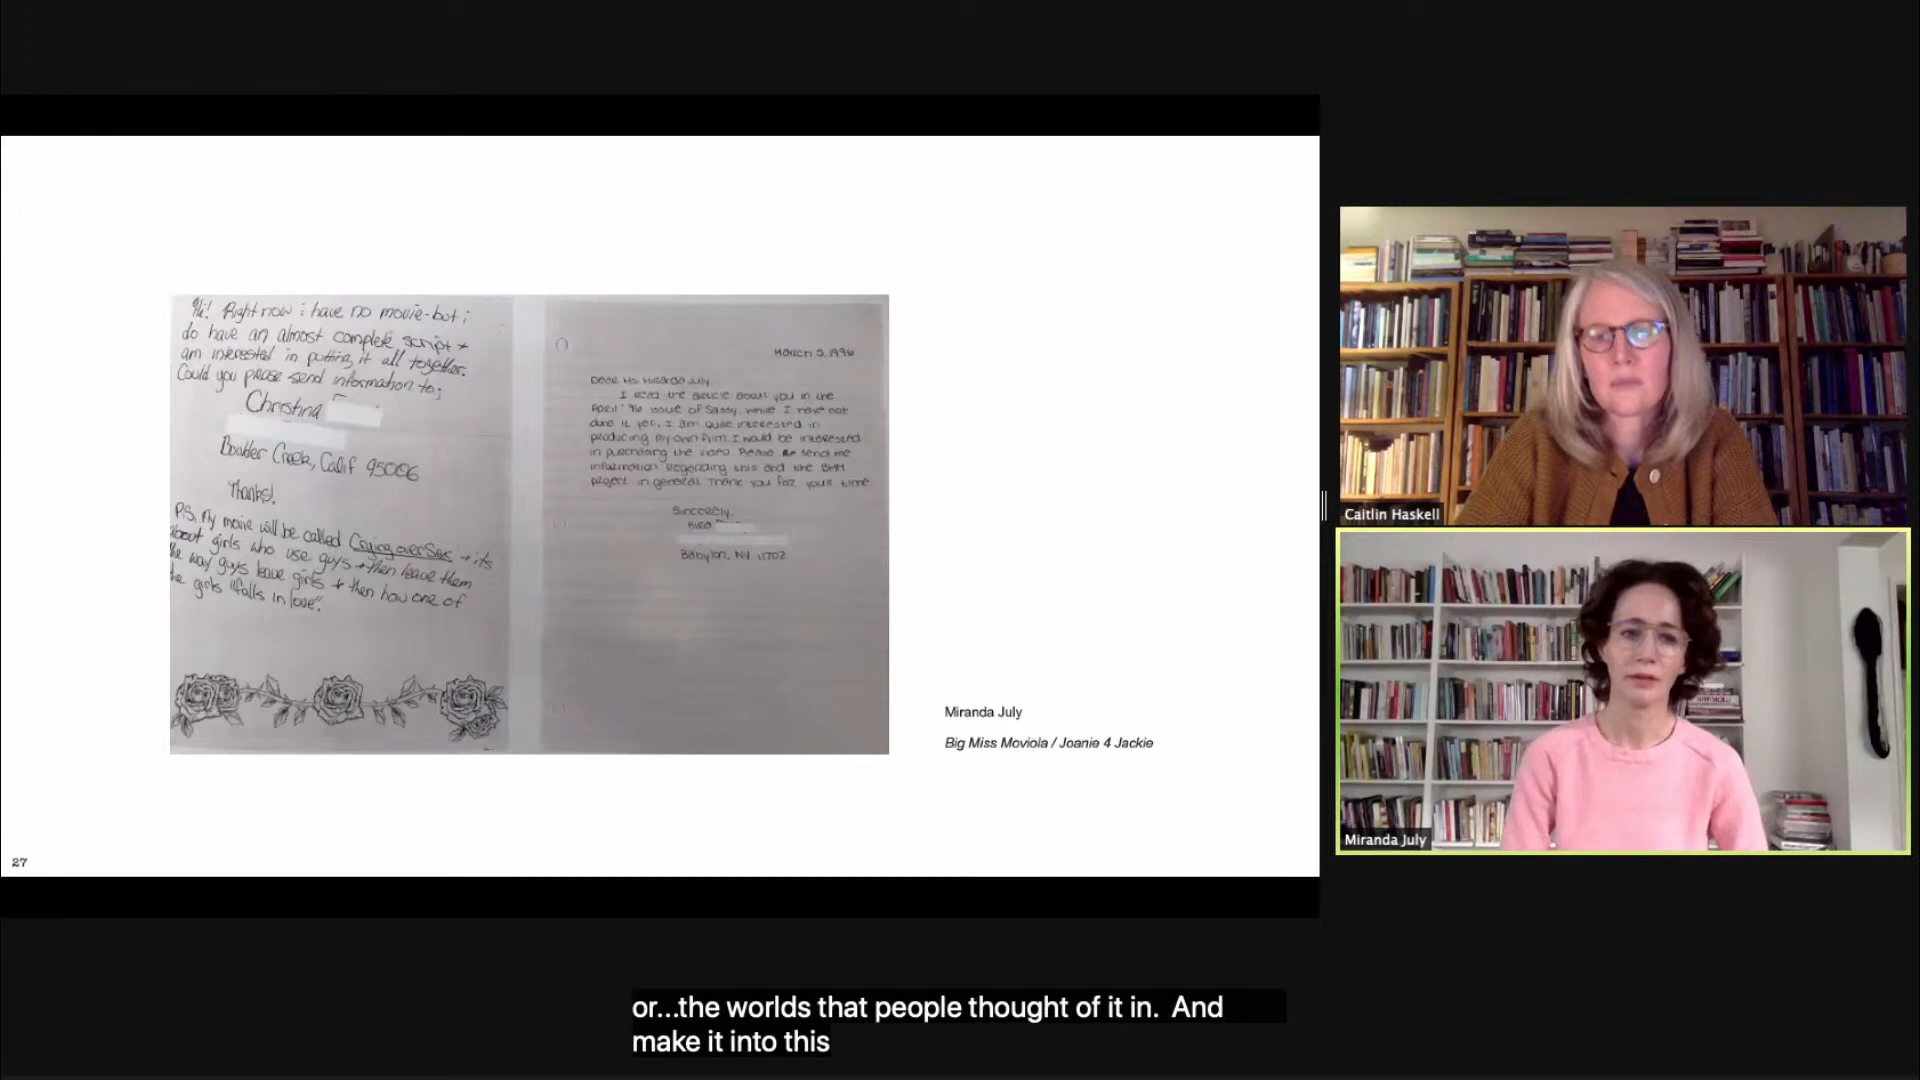 Hi! Right now i have no movie-but i
do have an almost complete script +
am interested in putting it all together.
Could you please send information to:
Christina
Boulder Creek, Calif 95006
Thanks!
P.S. My movie will be called Crying over Sex + its
about girls who use guys + then leave them
the way guys leave girls + then how one of
the girls "falls in love".
March 5, 1996
Dear Ms. Miranda July,
I read the article about you in the
April '96 issue of Sassy. While I have not
done it yet, I am quite interested in
producing my own film. I would be interested
in purchasing the video. Please send me
information regarding this and the BMM
project in general. Thank you for your time.
Sincerely,
Babylon, NY 11702
Miranda July
Big Miss Moviola / Joanie 4 Jackie
27
Caitlin Haskell
Miranda July
or...the worlds that people thought of it in. And
make it into this